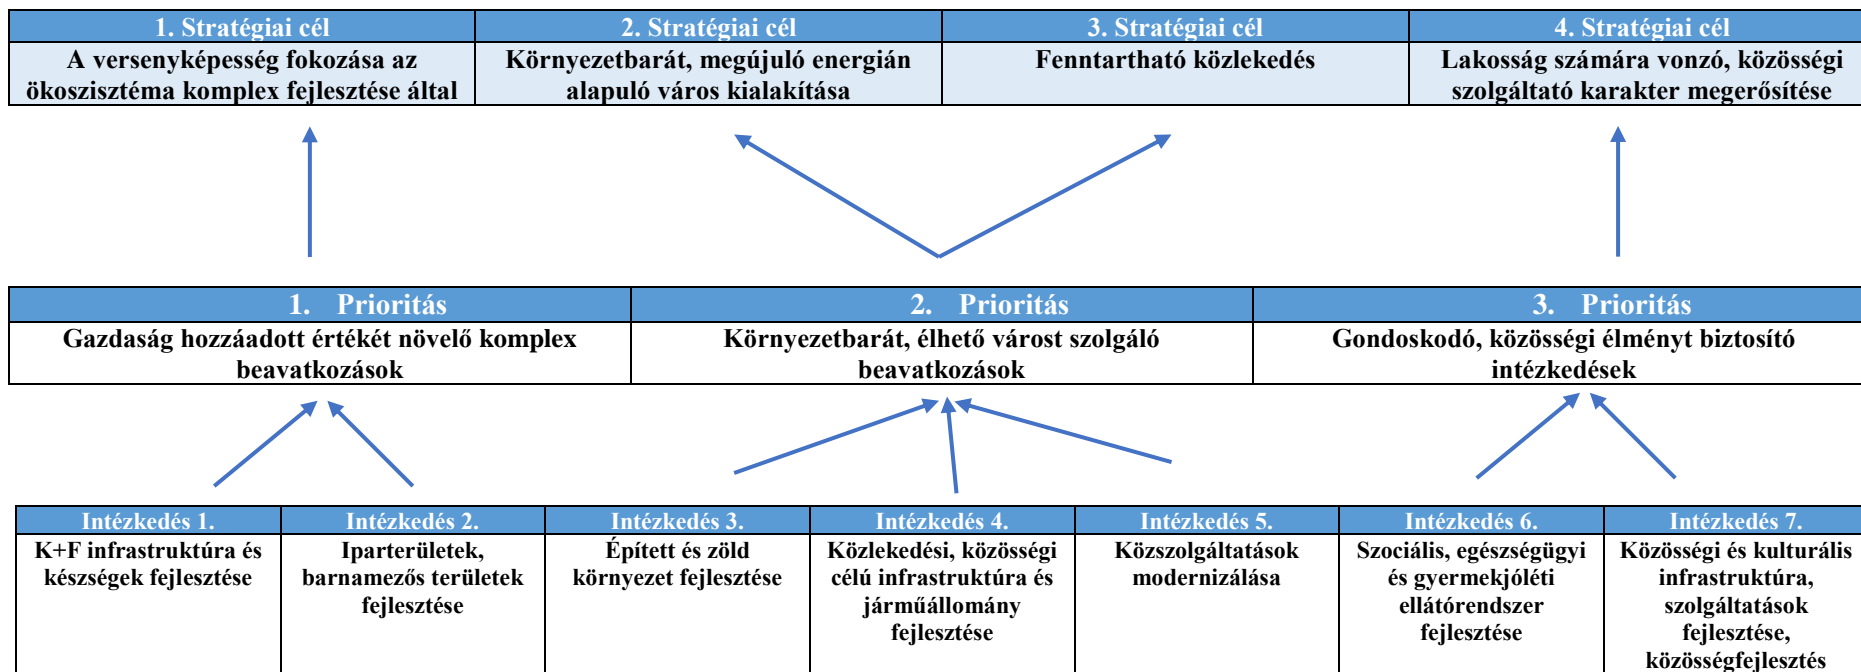 1. Stratégiai cél
2. Stratégiai cél
3. Stratégiai cél
4. Stratégiai cél
A versenyképesség fokozása az
ökoszisztéma komplex fejlesztése által
Környezetbarát, megújuló energián
alapuló város kialakítása
Fenntartható közlekedés
Lakosság számára vonzó, közösségi
szolgáltató karakter megerősítése
1. Prioritás
2. Prioritás
3. Prioritás
Gazdaság hozzáadott értékét növelő komplex
beavatkozások
Környezetbarát, élhető várost szolgáló
beavatkozások
Gondoskodó, közösségi élményt biztosító
intézkedések
Intézkedés 1.
Intézkedés 2.
Intézkedés 3.
Intézkedés 4.
Intézkedés 5.
Intézkedés 6.
Intézkedés 7.
K+F infrastruktúra és
készségek fejlesztése
Iparterületek,
barnamezős területek
fejlesztése
Épített és zöld
környezet fejlesztése
Közlekedési, közösségi
célú infrastruktúra és
járműállomány
fejlesztése
Közszolgáltatások
modernizálása
Szociális, egészségügyi
és gyermekjóléti
ellátórendszer
fejlesztése
Közösségi és kulturális
infrastruktúra,
szolgáltatások
fejlesztése,
közösségfejlesztés